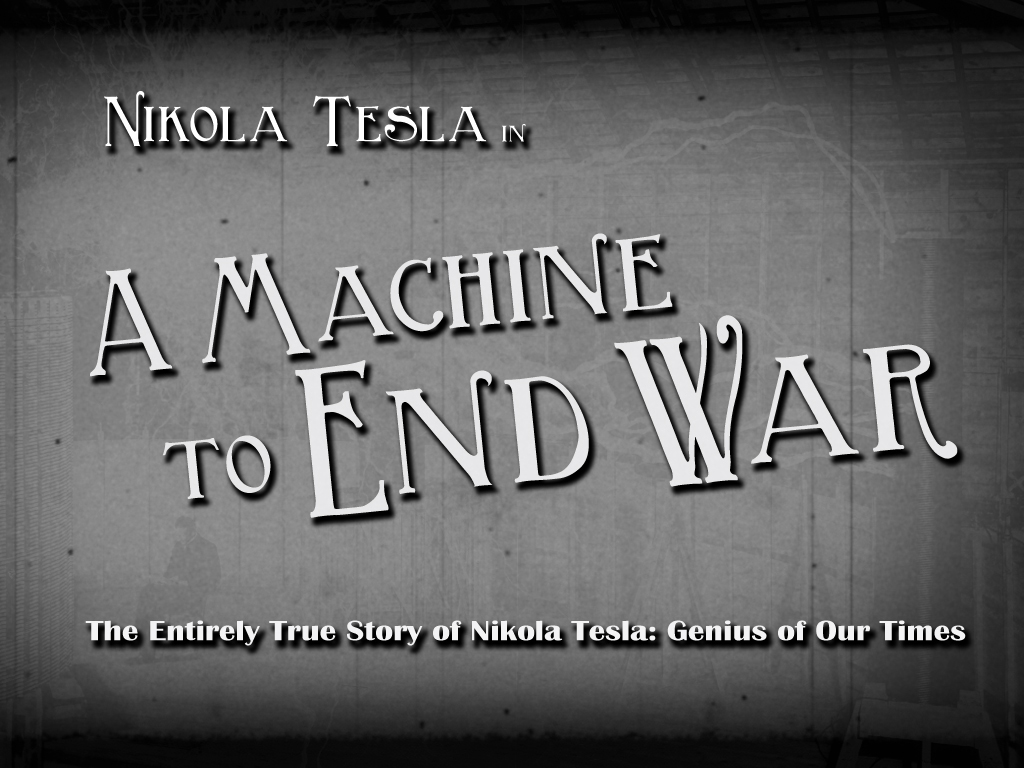 Nikola Tesla in
A Machine
to End War
The Entirely True Story of Nikola Tesla: Genius of Our Times